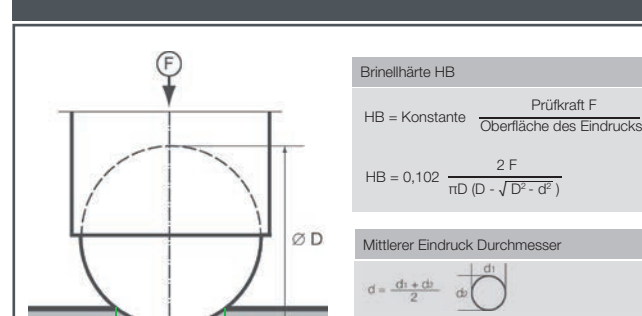 F
Ø D
Brinellhärte HB
HB = Konstante Prüfkraft F / Oberfläche des Eindrucks
HB = 0,102 2 F / πD (D - √ D² - d² )
Mittlerer Eindruck Durchmesser
d = d₁ + d₂ / 2
d₁
d₂